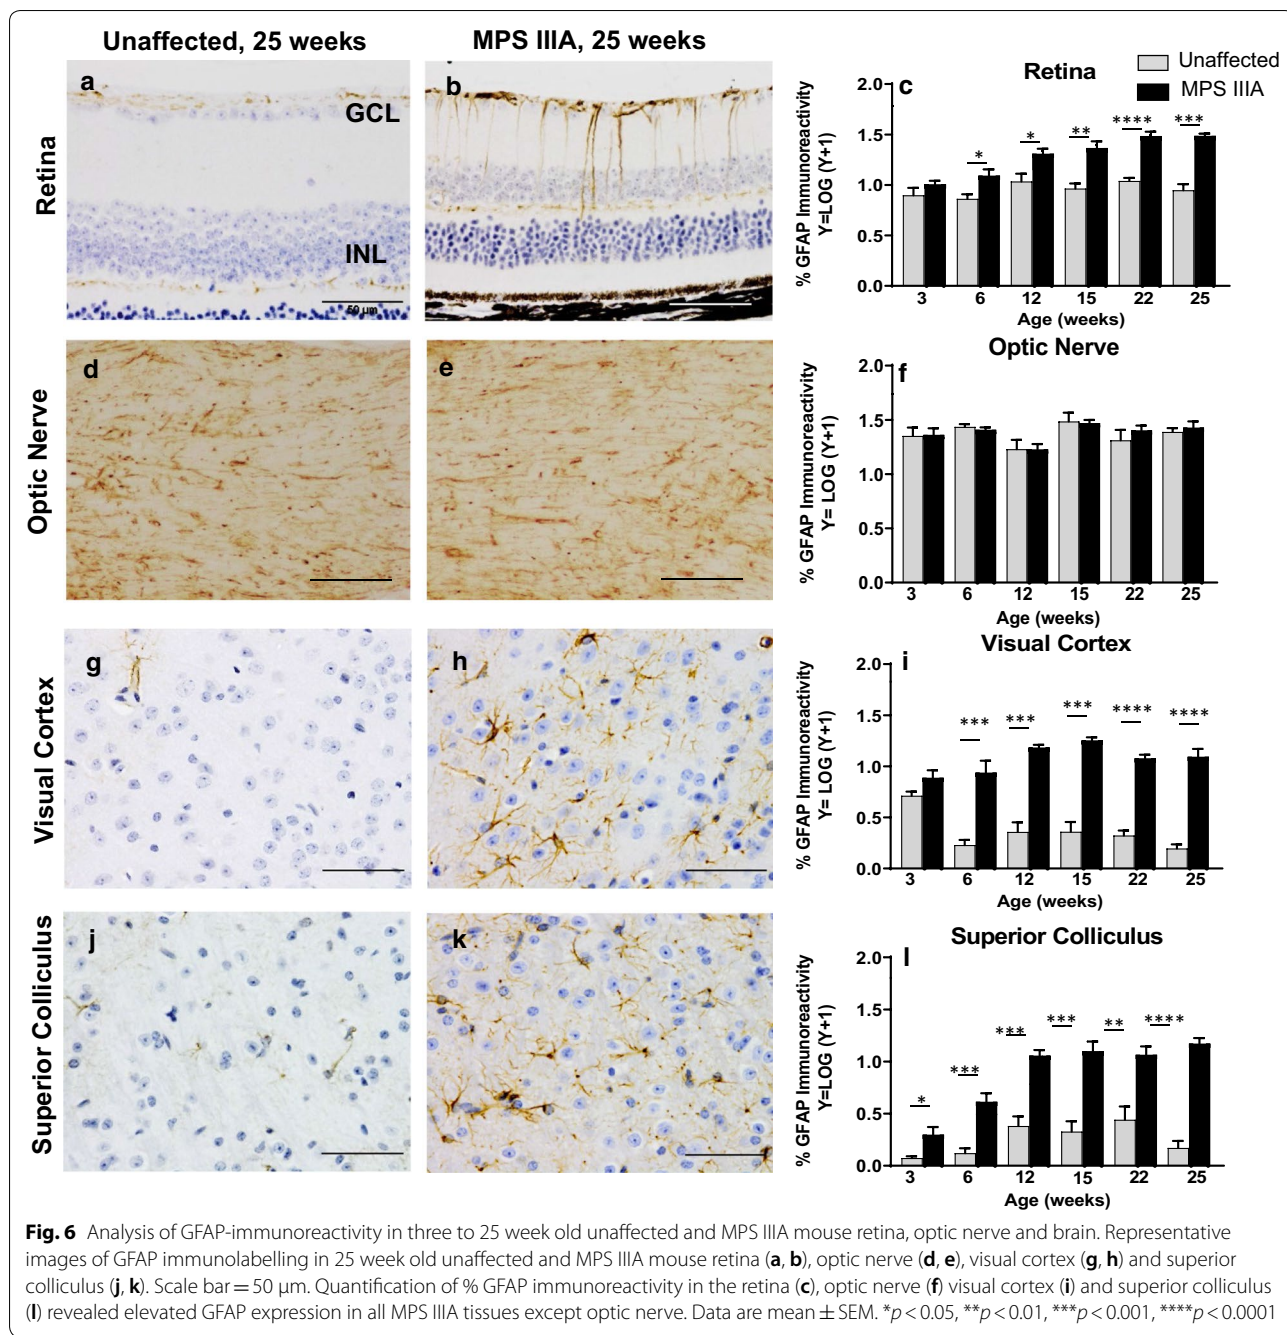 Unaffected, 25 weeks
MPS IIIA, 25 weeks
Retina
a
GCL
INL
50 µm
b
c
Retina
Unaffected
MPS IIIA
% GFAP Immunoreactivity
Y=LOG (Y+1)
2.0
1.5
1.0
0.5
0.0
* * ** **** ***
3 6 12 15 22 25
Age (weeks)
Optic Nerve
d
e
f
Optic Nerve
% GFAP Immunoreactivity
Y= LOG (Y+1)
2.0
1.5
1.0
0.5
0.0
3 6 12 15 22 25
Age (weeks)
Visual Cortex
g
h
i
Visual Cortex
% GFAP Immunoreactivity
Y= LOG (Y+1)
2.0
1.5
1.0
0.5
0.0
*** *** *** **** ****
3 6 12 15 22 25
Age (weeks)
Superior Colliculus
j
k
l
Superior Colliculus
% GFAP Immunoreactivity
Y=LOG (Y+1)
2.0
1.5
1.0
0.5
0.0
* *** *** *** ** ****
3 6 12 15 22 25
Age (weeks)
Fig. 6 Analysis of GFAP-immunoreactivity in three to 25 week old unaffected and MPS IIIA mouse retina, optic nerve and brain. Representative
images of GFAP immunolabelling in 25 week old unaffected and MPS IIIA mouse retina (a, b), optic nerve (d, e), visual cortex (g, h) and superior
colliculus (j, k). Scale bar = 50 µm. Quantification of % GFAP immunoreactivity in the retina (c), optic nerve (f) visual cortex (i) and superior colliculus
(l) revealed elevated GFAP expression in all MPS IIIA tissues except optic nerve. Data are mean ± SEM. *p < 0.05, **p < 0.01, ***p < 0.001, ****p < 0.0001